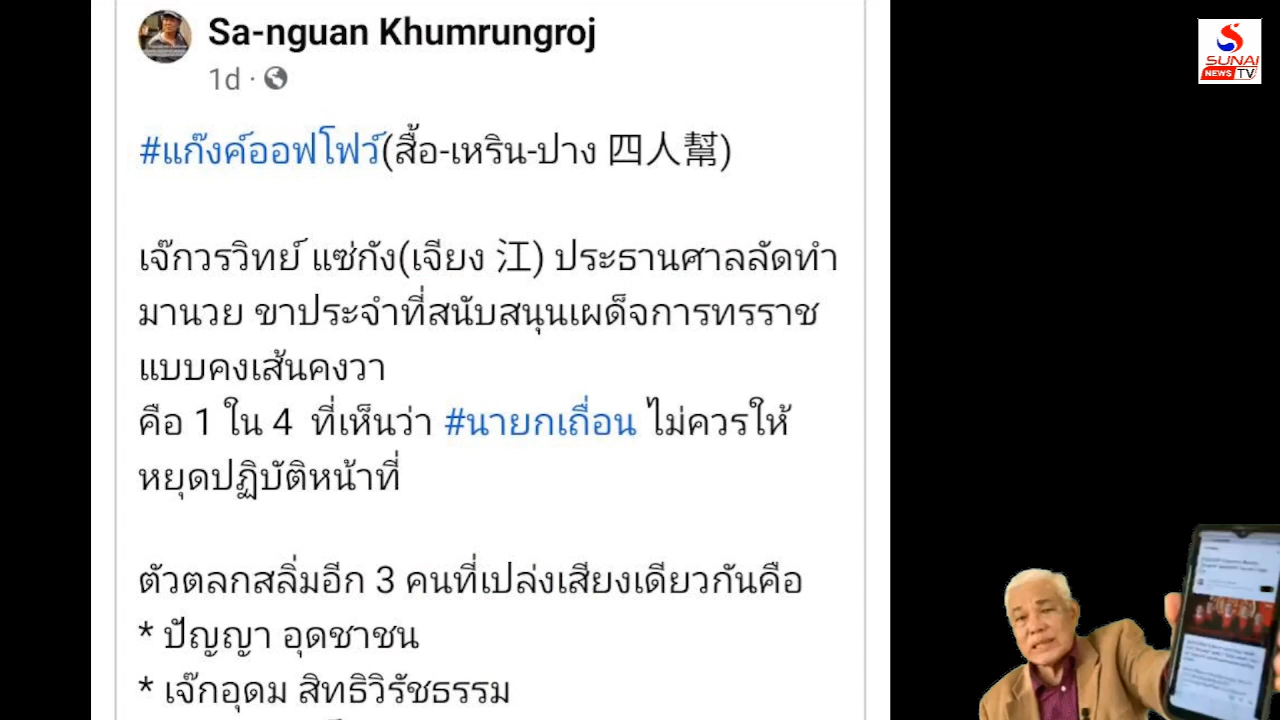 Sa-nguan Khumrungroj
1d ·
SUNAI
NEWS TV
#แก๊งค์ออฟโฟว์(สื้อ-เหริน-ปาง 四人幫)
เจ๊กวรวิทย์ แซ่กัง(เจียง 江) ประธานศาลลัดทำ
มานวย ขาประจำที่สนับสนุนเผด็จการทรราช
แบบคงเส้นคงวา
คือ 1 ใน 4 ที่เห็นว่า #นายกเถื่อน ไม่ควรให้
หยุดปฏิบัติหน้าที่
ตัวตลกสลิ่มอีก 3 คนที่เปล่งเสียงเดียวกันคือ
* ปัญญา อุดชาชน
* เจ๊กอุดม สิทธิวิรัชธรรม